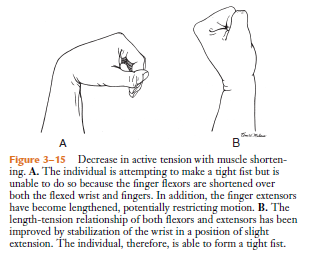 A
B
Figure 3–15 Decrease in active tension with muscle shorten-
ing. A. The individual is attempting to make a tight fist but is
unable to do so because the finger flexors are shortened over
both the flexed wrist and fingers. In addition, the finger extensors
have become lengthened, potentially restricting motion. B. The
length-tension relationship of both flexors and extensors has been
improved by stabilization of the wrist in a position of slight
extension. The individual, therefore, is able to form a tight fist.